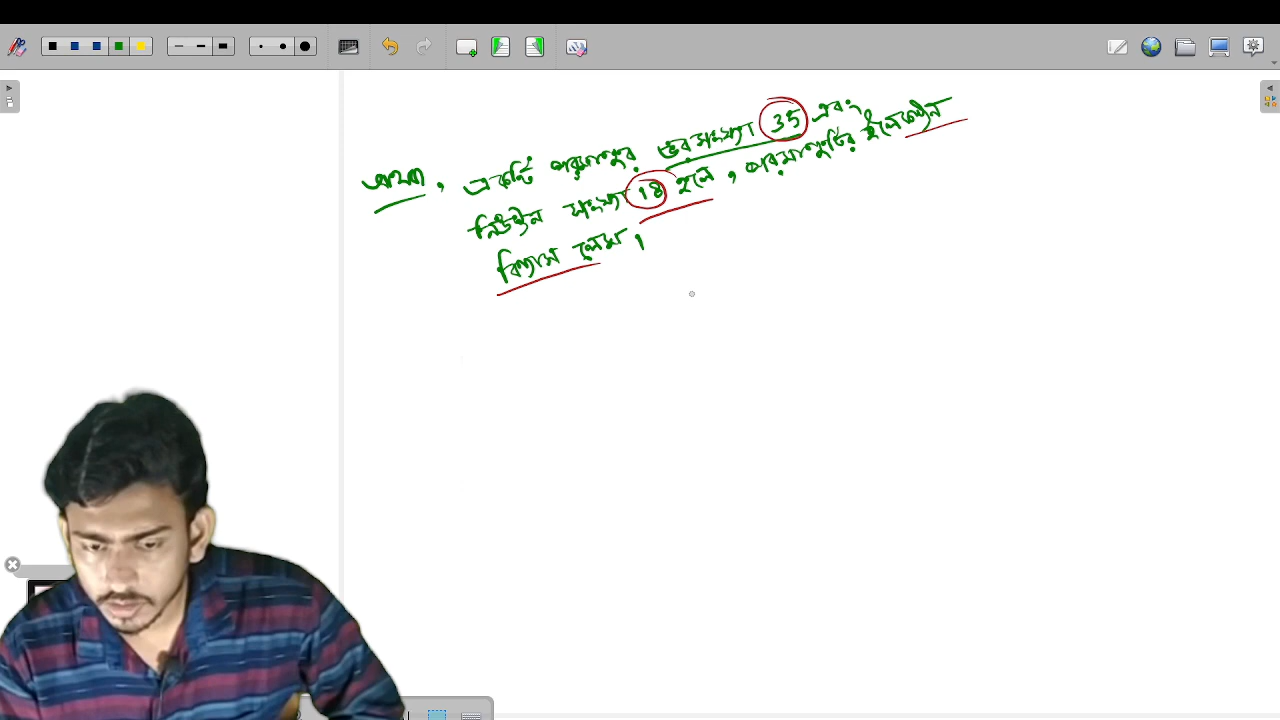 অথবা, একটি পরমাণুর ভরসংখ্যা 35 এবং
নিউট্রন সংখ্যা 18 হলে, পরমাণুটির ইলেকট্রন
বিন্যাস লেখ।